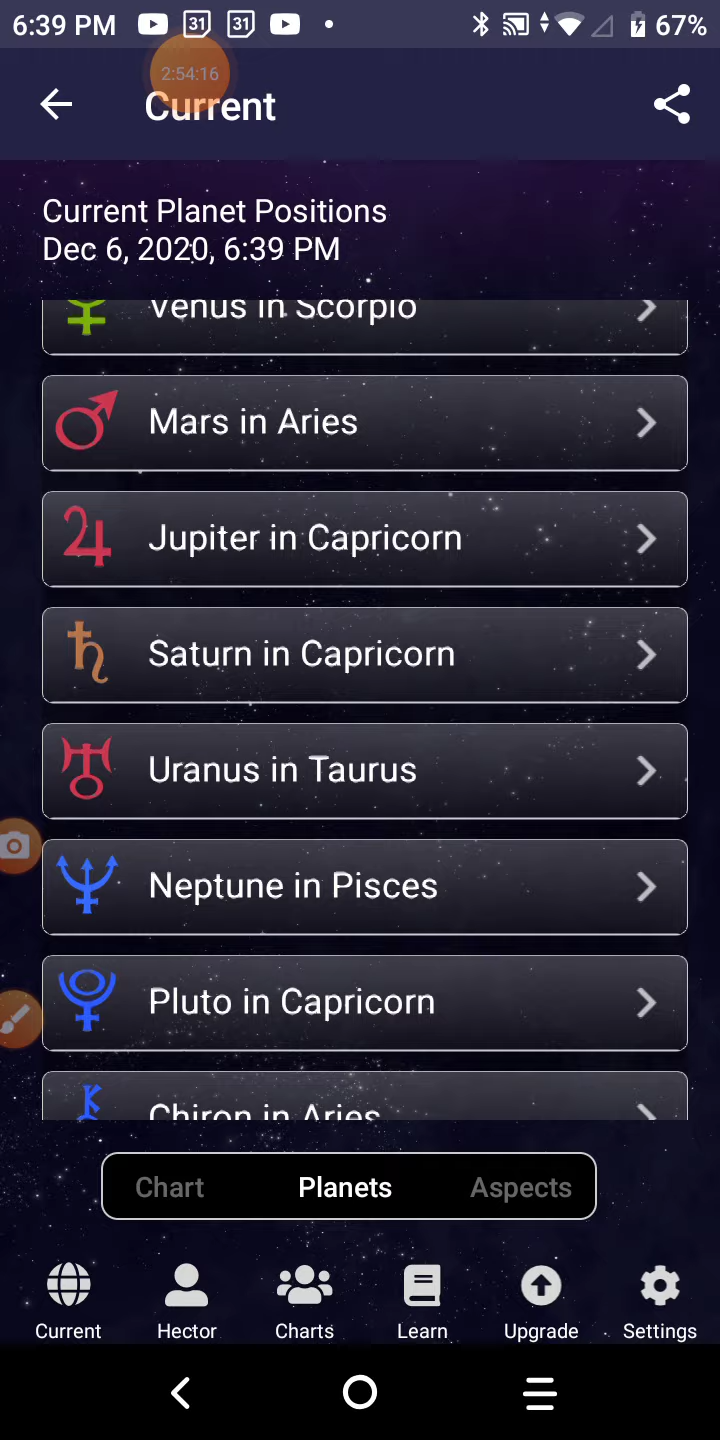 6:39 PM 31 31 67%
2:54:16
Current
Current Planet Positions
Dec 6, 2020, 6:39 PM
Venus in Scorpio
Mars in Aries
Jupiter in Capricorn
Saturn in Capricorn
Uranus in Taurus
Neptune in Pisces
Pluto in Capricorn
Chiron in Aries
Chart Planets Aspects
Current Hector Charts Learn Upgrade Settings